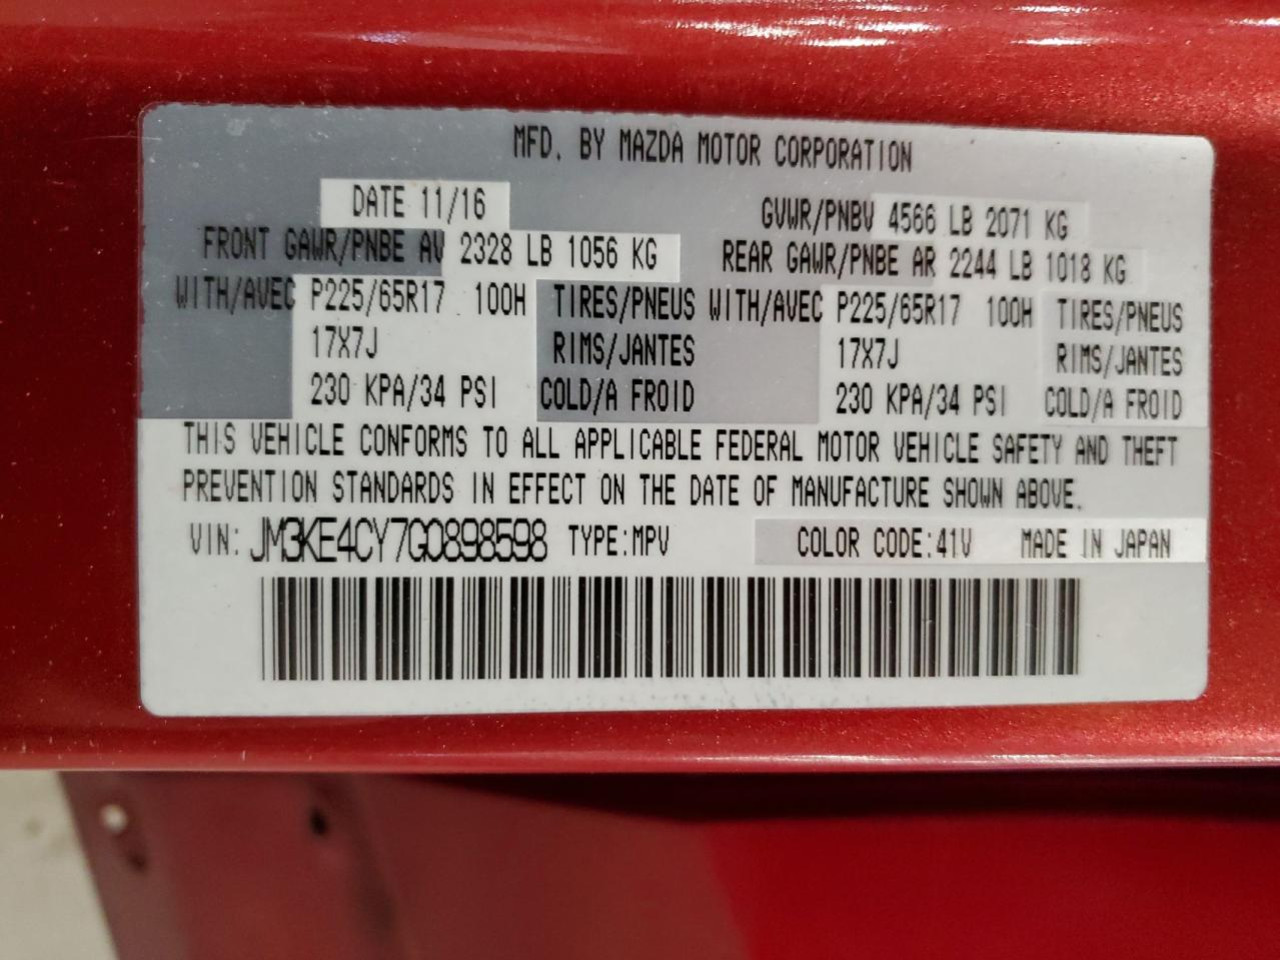 MFD. BY MAZDA MOTOR CORPORATION
DATE 11/16 GVWR/PNBV 4566 LB 2071 KG
FRONT GAWR/PNBE AV 2328 LB 1056 KG REAR GAWR/PNBE AR 2244 LB 1018 KG
WITH/AVEC P225/65R17 100H TIRES/PNEUS WITH/AVEC P225/65R17 100H TIRES/PNEUS
17X7J RIMS/JANTES 17X7J RIMS/JANTES
230 KPA/34 PSI COLD/A FROID 230 KPA/34 PSI COLD/A FROID
THIS VEHICLE CONFORMS TO ALL APPLICABLE FEDERAL MOTOR VEHICLE SAFETY AND THEFT
PREVENTION STANDARDS IN EFFECT ON THE DATE OF MANUFACTURE SHOWN ABOVE.
VIN: JM3KE4CY7G0898598 TYPE:MPV COLOR CODE:41V MADE IN JAPAN